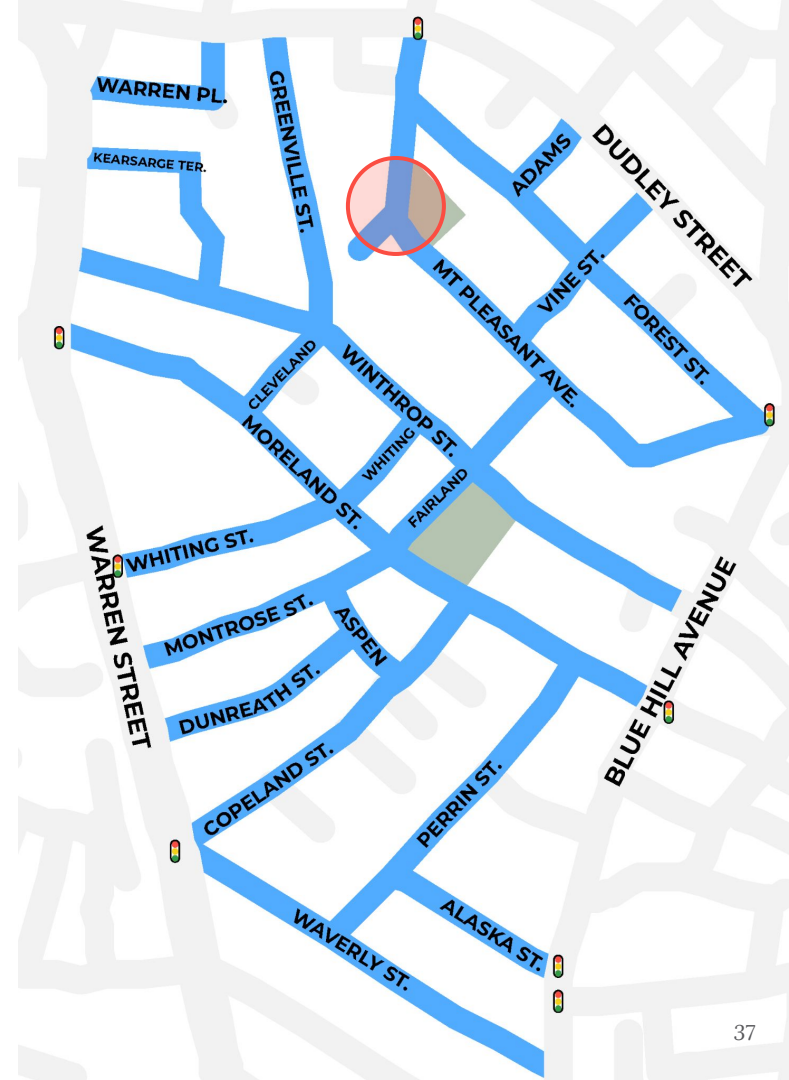 WARREN PL.
GREENVILLE ST.
KEARSARGE TER.
ADAMS
DUDLEY STREET
VINE ST.
MT PLEASANT AVE.
FOREST ST.
CLEVELAND
WINTHROP ST.
MORELAND ST.
WHITING
FAIRLAND
WHITING ST.
WARREN STREET
MONTROSE ST.
ASPEN
DUNREATH ST.
BLUE HILL AVENUE
COPELAND ST.
PERRIN ST.
ALASKA ST.
WAVERLY ST.
37